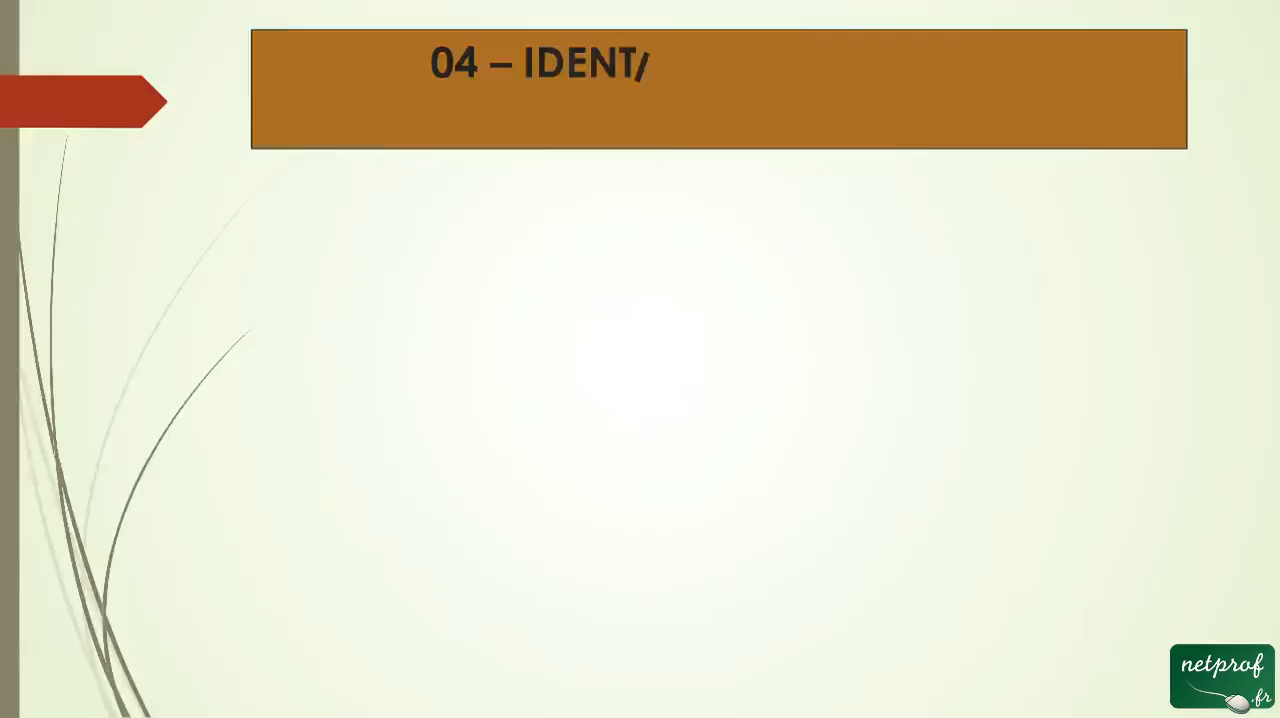 04 – IDENT/
netprof
.fr